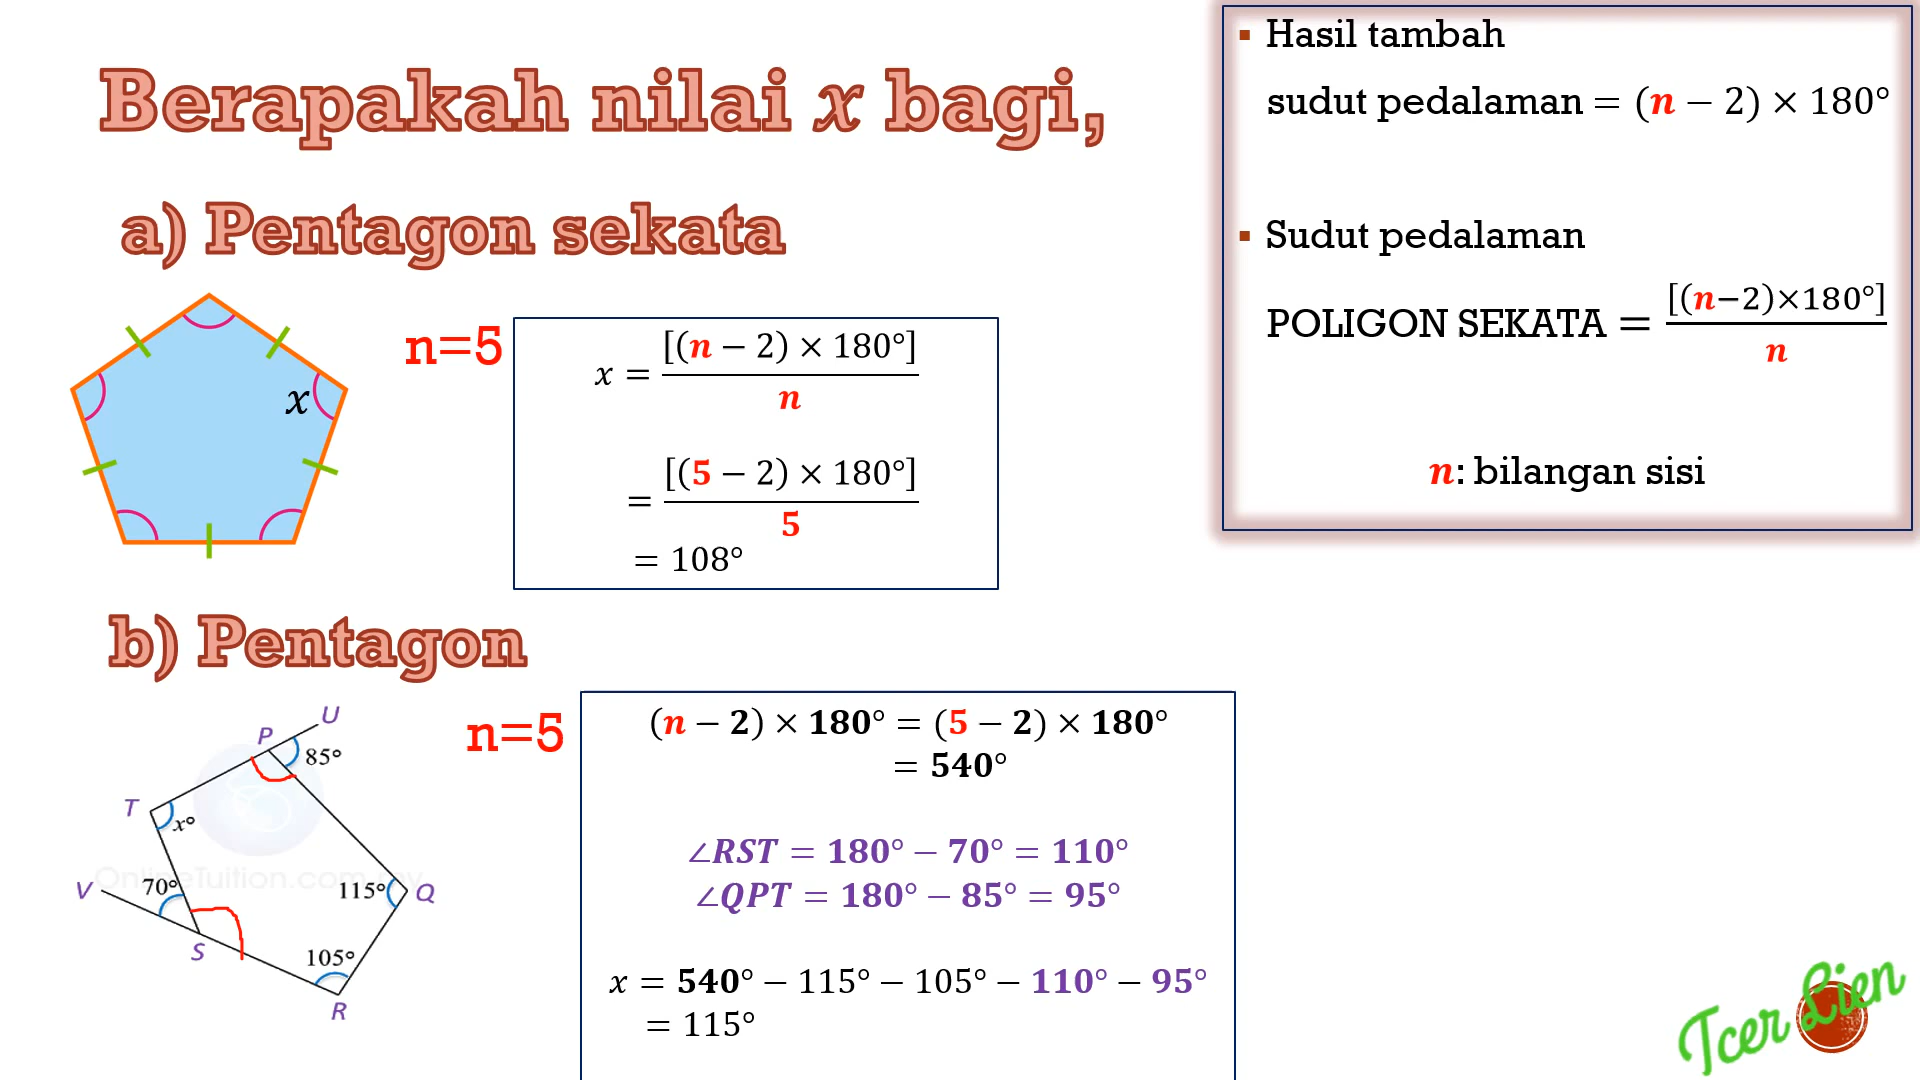 Berapakah nilai x bagi,
▪ Hasil tambah
sudut pedalaman = (n − 2) × 180°
▪ Sudut pedalaman
POLIGON SEKATA = [(n−2)×180°] / n
n: bilangan sisi
a) Pentagon sekata
x
n=5
x = [(n − 2) × 180°] / n
= [(5 − 2) × 180°] / 5
= 108°
b) Pentagon
U
P
85°
T
x°
V
70°
115°
Q
S
105°
R
OnlineTuition.com.my
n=5
(n − 2) × 180° = (5 − 2) × 180°
= 540°
∠RST = 180° − 70° = 110°
∠QPT = 180° − 85° = 95°
x = 540° − 115° − 105° − 110° − 95°
= 115°
Tcer Lien